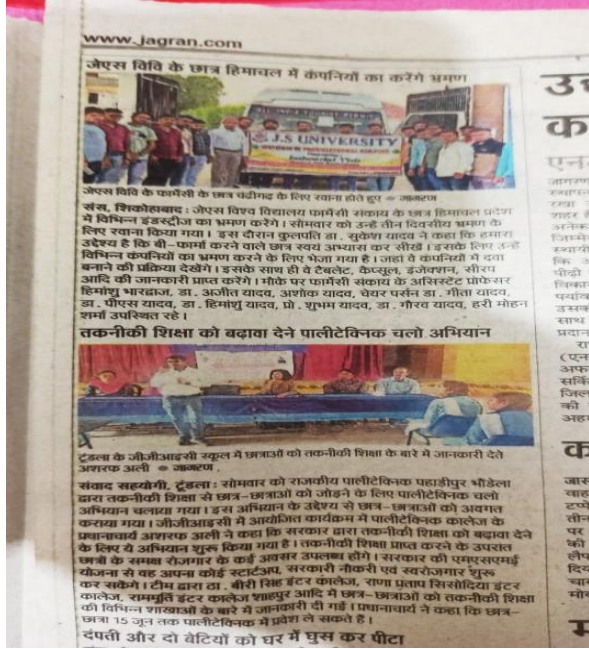 www.jagran.com
जेएस विवि के छात्र हिमाचल में कंपनियों का करेंगे भ्रमण
J.S UNIVERSITY
Industrial Visit
जेएस विवि के फार्मेसी के छात्र चंदीगढ़ के लिए रवाना होते हुए ● जागरण
संस, शिकोहाबाद : जेएस विश्व विद्यालय फार्मेसी संकाय के छात्र हिमाचल प्रदेश
में विभिन्न इंडस्ट्रीज का भ्रमण करेंगे। सोमवार को उन्हें तीन दिवसीय भ्रमण के
लिए रवाना किया गया। इस दौरान कुलपति डा. सुकेश यादव ने कहा कि हमारा
उद्देश्य है कि बी-फार्मा करने वाले छात्र स्वयं अभ्यास कर सीखें। इसके लिए उन्हें
विभिन्न कंपनियों का भ्रमण करने के लिए भेजा गया है। जहां वे कंपनियों में दवा
बनाने की प्रक्रिया देखेंगे। इसके साथ ही वे टैबलेट, कैप्सूल, इंजेक्शन, सीरप
आदि की जानकारी प्राप्त करेंगे। मौके पर फार्मेसी संकाय के असिस्टेंट प्रोफेसर
हिमांशु भारद्वाज, डा. अजीत यादव, अशोक यादव, चेयर पर्सन डा. गीता यादव,
डा. पीएस यादव, डा. हिमांशु यादव, प्रो. शुभम यादव, डा. गौरव यादव, हरी मोहन
शर्मा उपस्थित रहे।
तकनीकी शिक्षा को बढ़ावा देने पालीटेक्निक चलो अभियान
टूंडला के जीजीआइसी स्कूल में छात्राओं को तकनीकी शिक्षा के बारे में जानकारी देते
अशरफ अली ● जागरण
संवाद सहयोगी, टूंडला : सोमवार को राजकीय पालीटेक्निक पहाड़ीपुर भौंडेला
द्वारा तकनीकी शिक्षा से छात्र-छात्राओं को जोड़ने के लिए पालीटेक्निक चलो
अभियान चलाया गया। इस अभियान के उद्देश्य से छात्र-छात्राओं को अवगत
कराया गया। जीजीआइसी में आयोजित कार्यक्रम में पालीटेक्निक कालेज के
प्रधानाचार्य अशरफ अली ने कहा कि सरकार द्वारा तकनीकी शिक्षा को बढ़ावा देने
के लिए ये अभियान शुरू किया गया है। तकनीकी शिक्षा प्राप्त करने के उपरांत
छात्रों के समक्ष रोजगार के कई अवसर उपलब्ध होंगे। सरकार की एमएसएमई
योजना से वह अपना कोई स्टार्टअप, सरकारी नौकरी एवं स्वरोजगार शुरू
कर सकेंगे। टीम द्वारा ठा. बीरी सिंह इंटर कालेज, राणा प्रताप सिसोदिया इंटर
कालेज, राममूर्ति इंटर कालेज शाहपुर आदि में छात्र-छात्राओं को तकनीकी शिक्षा
की विभिन्न शाखाओं के बारे में जानकारी दी गई। प्रधानाचार्य ने कहा कि छात्र-
छात्रा 15 जून तक पालीटेक्निक में प्रवेश ले सकते है।
दंपती और दो बेटियों को घर में घुस कर पीटा